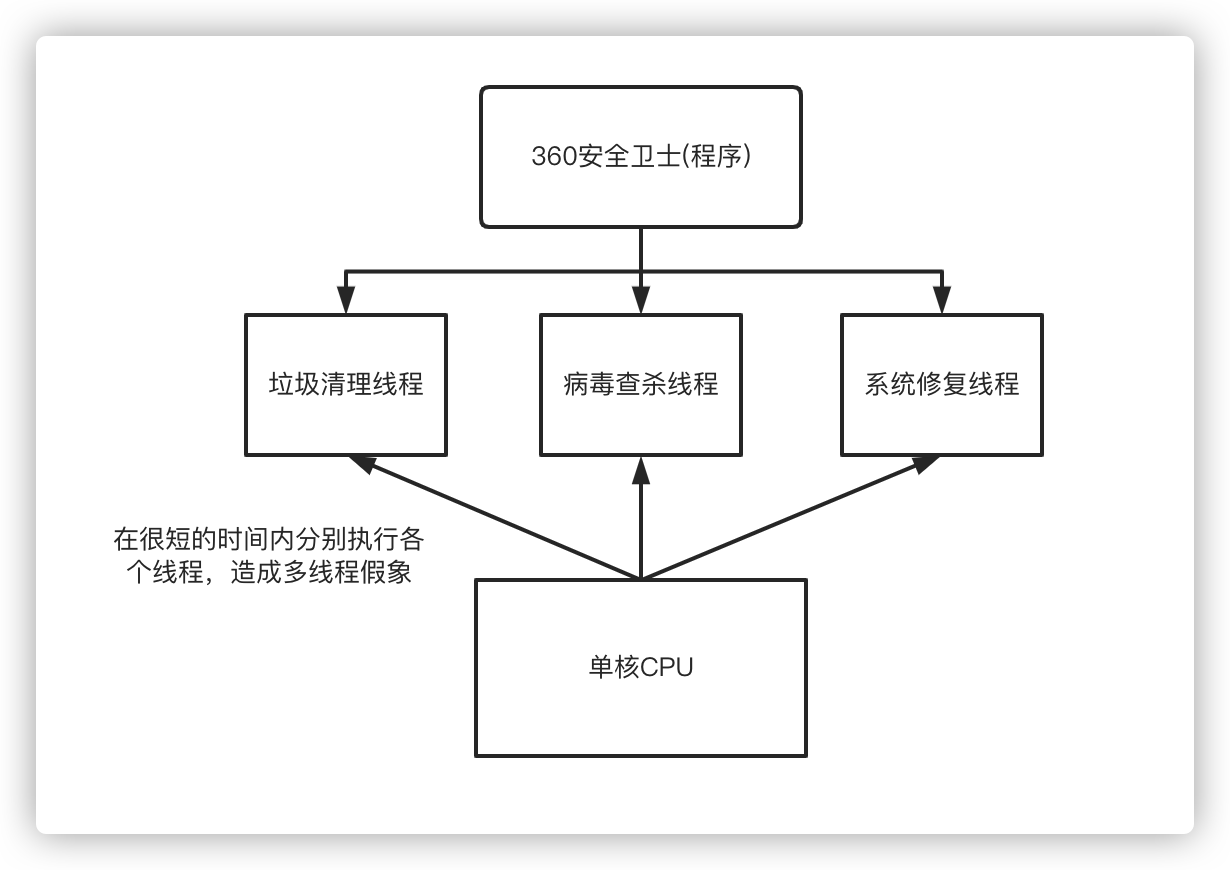 360安全卫士(程序)
垃圾清理线程
病毒查杀线程
系统修复线程
在很短的时间内分别执行各
个线程，造成多线程假象
单核CPU